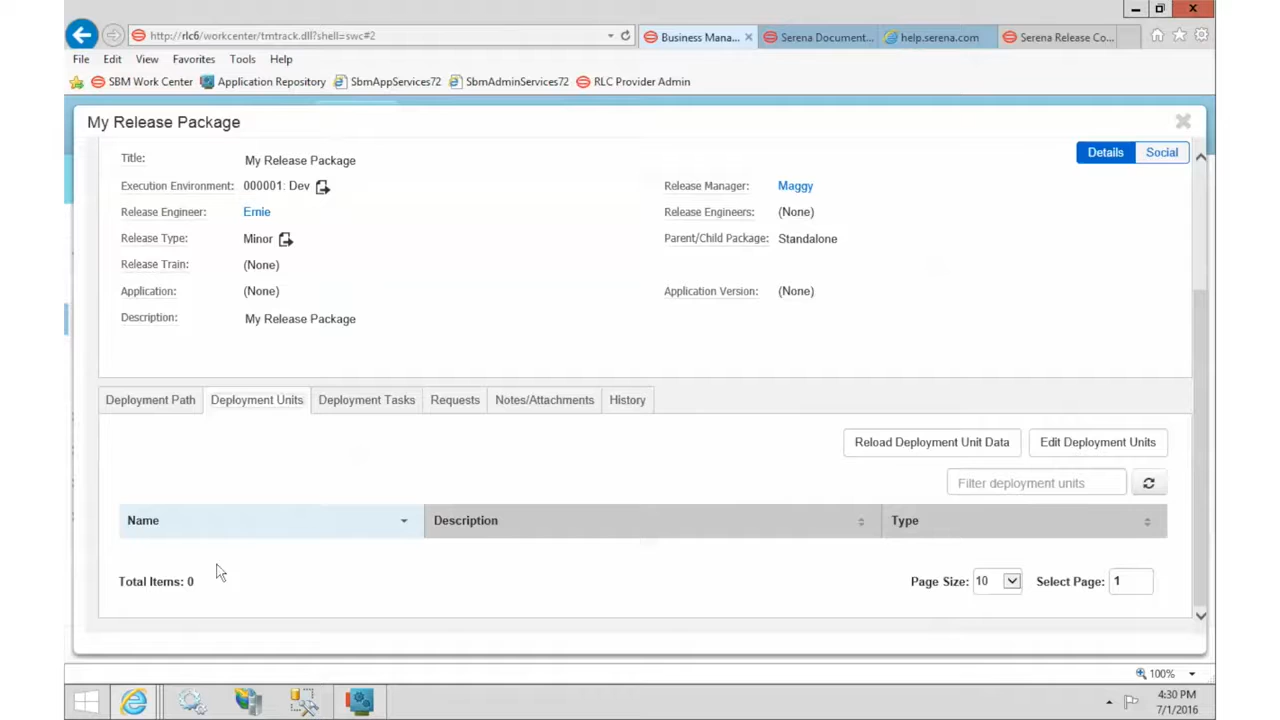 http://rlc6/workcenter/tmtrack.dll?shell=swc#2
Business Mana...
Serena Document...
help.serena.com
Serena Release Co...
File Edit View Favorites Tools Help
SBM Work Center Application Repository SbmAppServices72 SbmAdminServices72 RLC Provider Admin
My Release Package
Details Social
Title: My Release Package
Execution Environment: 000001: Dev Release Manager: Maggy
Release Engineer: Ernie Release Engineers: (None)
Release Type: Minor Parent/Child Package: Standalone
Release Train: (None)
Application: (None) Application Version: (None)
Description: My Release Package
Deployment Path Deployment Units Deployment Tasks Requests Notes/Attachments History
Reload Deployment Unit Data Edit Deployment Units
Filter deployment units
Name Description Type
Total Items: 0 Page Size: 10 Select Page: 1
100%
4:30 PM
7/1/2016